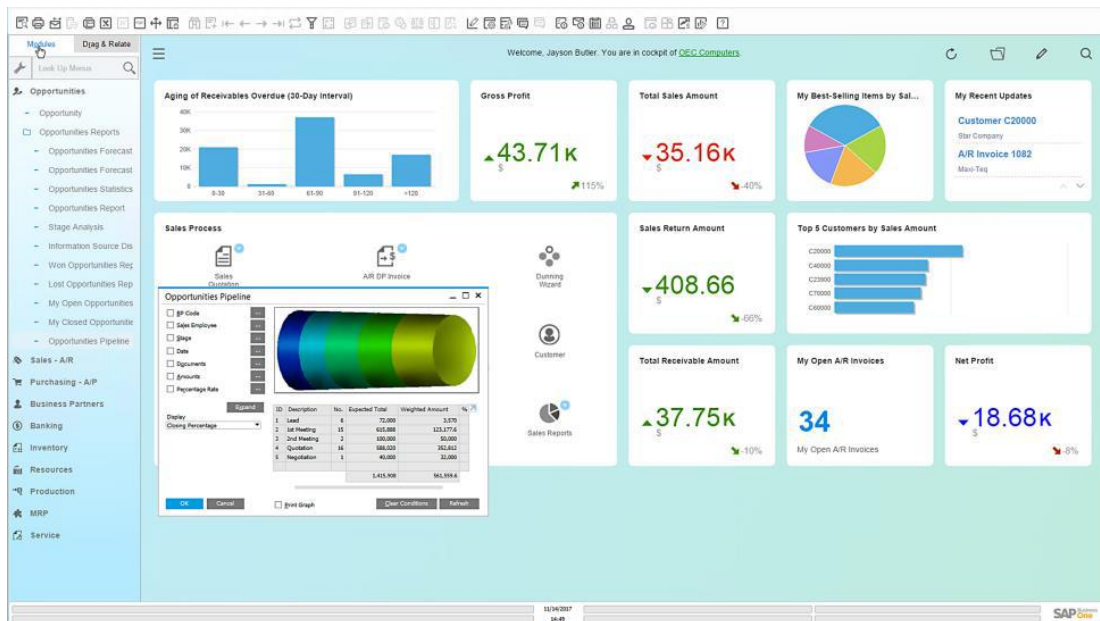 Modules
Drag & Relate
Look Up Menus
Welcome, Jayson Butler. You are in cockpit of OEC Computers.
Opportunities
Opportunity
Opportunities Reports
Opportunities Forecast
Opportunities Forecast
Opportunities Statistics
Opportunities Report
Stage Analysis
Information Source Dis
Won Opportunities Rep
Lost Opportunities Rep
My Open Opportunities
My Closed Opportunitie
Opportunities Pipeline
Sales - A/R
Purchasing - A/P
Business Partners
Banking
Inventory
Resources
Production
MRP
Service
Aging of Receivables Overdue (30-Day Interval)
40K
30K
20K
10K
0
0-30 31-60 61-90 91-120 +120
Gross Profit
43.71K
$
115%
Total Sales Amount
35.16K
$
-40%
My Best-Selling Items by Sal...
My Recent Updates
Customer C20000
Star Company
A/R Invoice 1082
Maxi-Teq
Sales Process
Sales
Quotation
A/R DP Invoice
Dunning
Wizard
Customer
Sales Reports
Sales Return Amount
408.66
$
-66%
Top 5 Customers by Sales Amount
C20000
C40000
C23900
C70000
C60000
Total Receivable Amount
37.75K
$
-10%
My Open A/R Invoices
34
My Open A/R Invoices
Net Profit
18.68K
$
-8%
Opportunities Pipeline
BP Code
Sales Employee
Stage
Date
Documents
Amounts
Percentage Rate
Expand
Display
Closing Percentage
ID Description No. Expected Total Weighted Amount %
1 Lead 6 72,000 3,570
2 1st Meeting 15 615,888 123,177.6
3 2nd Meeting 2 100,000 50,000
4 Quotation 16 588,020 352,812
5 Negotiation 1 40,000 32,000
1,415,908 561,559.6
OK
Cancel
Print Graph
Clear Conditions
Refresh
11/14/2017
16:49
SAP Business
One